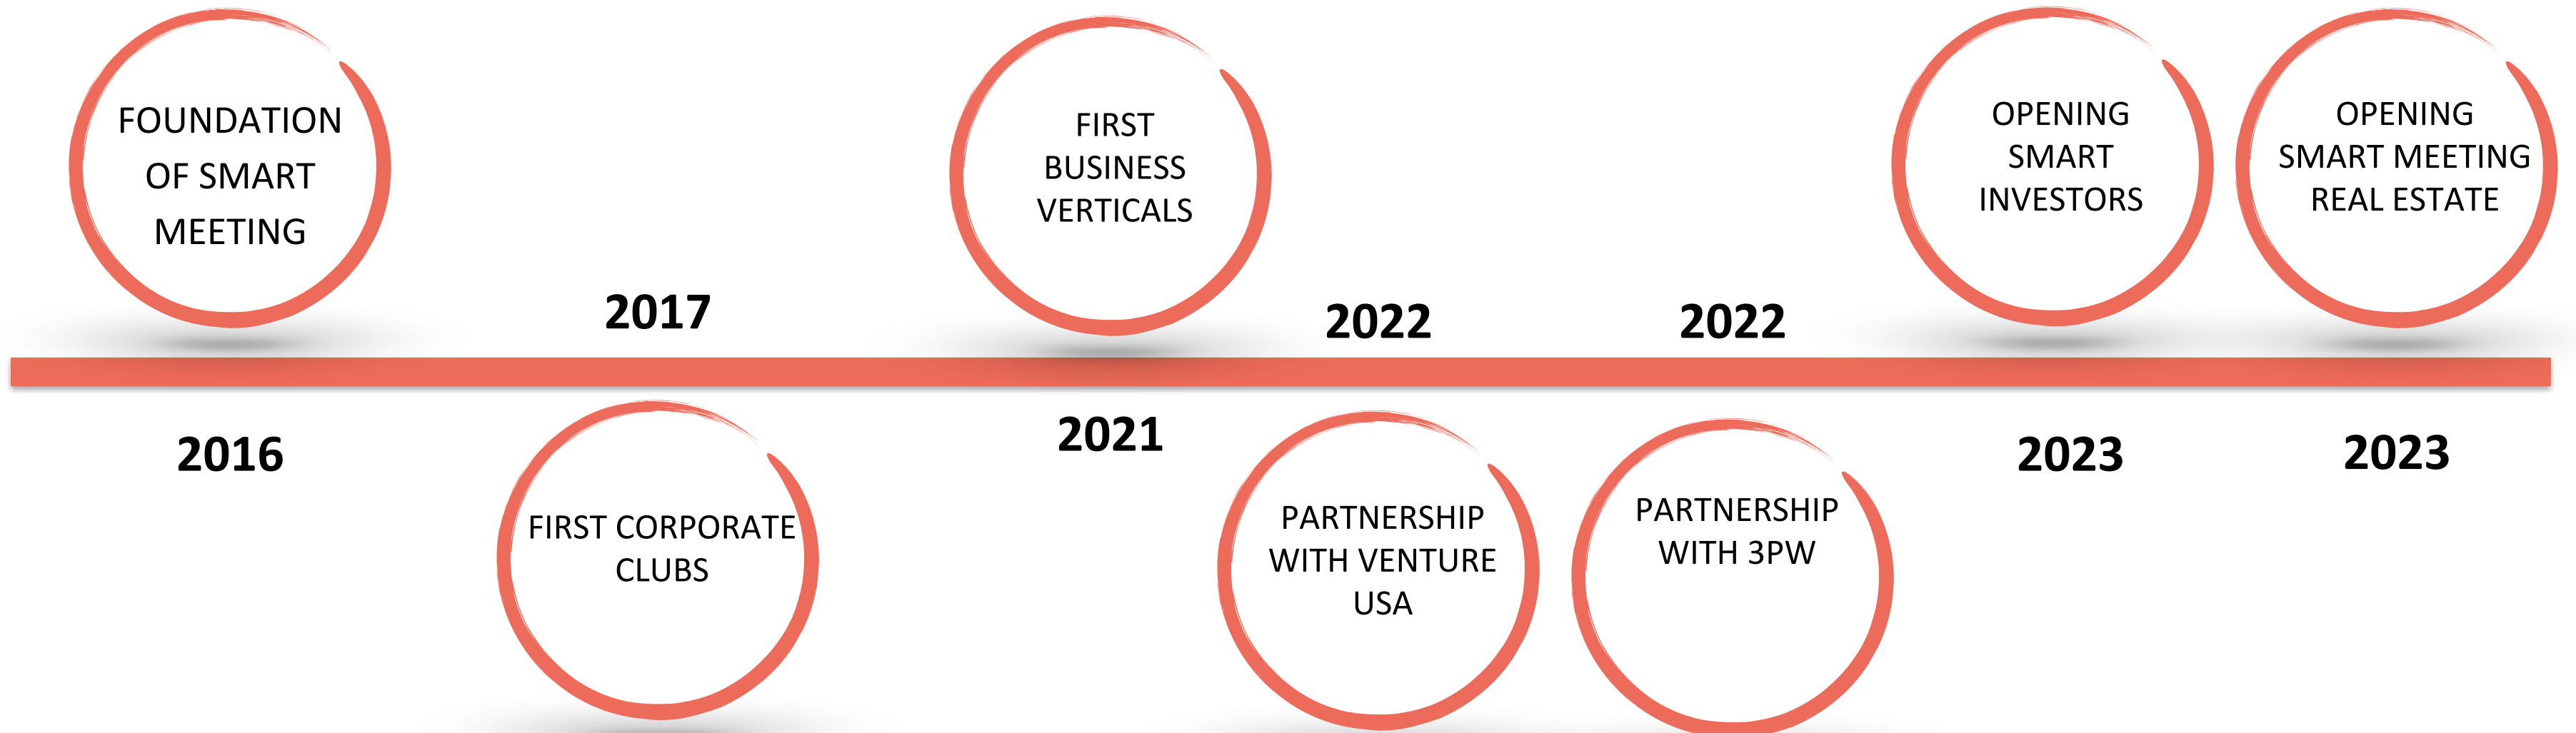 FOUNDATION
OF SMART
MEETING
2016
2017
FIRST CORPORATE
CLUBS
FIRST
BUSINESS
VERTICALS
2021
2022
PARTNERSHIP
WITH VENTURE
USA
2022
PARTNERSHIP
WITH 3PW
OPENING
SMART
INVESTORS
2023
OPENING
SMART MEETING
REAL ESTATE
2023